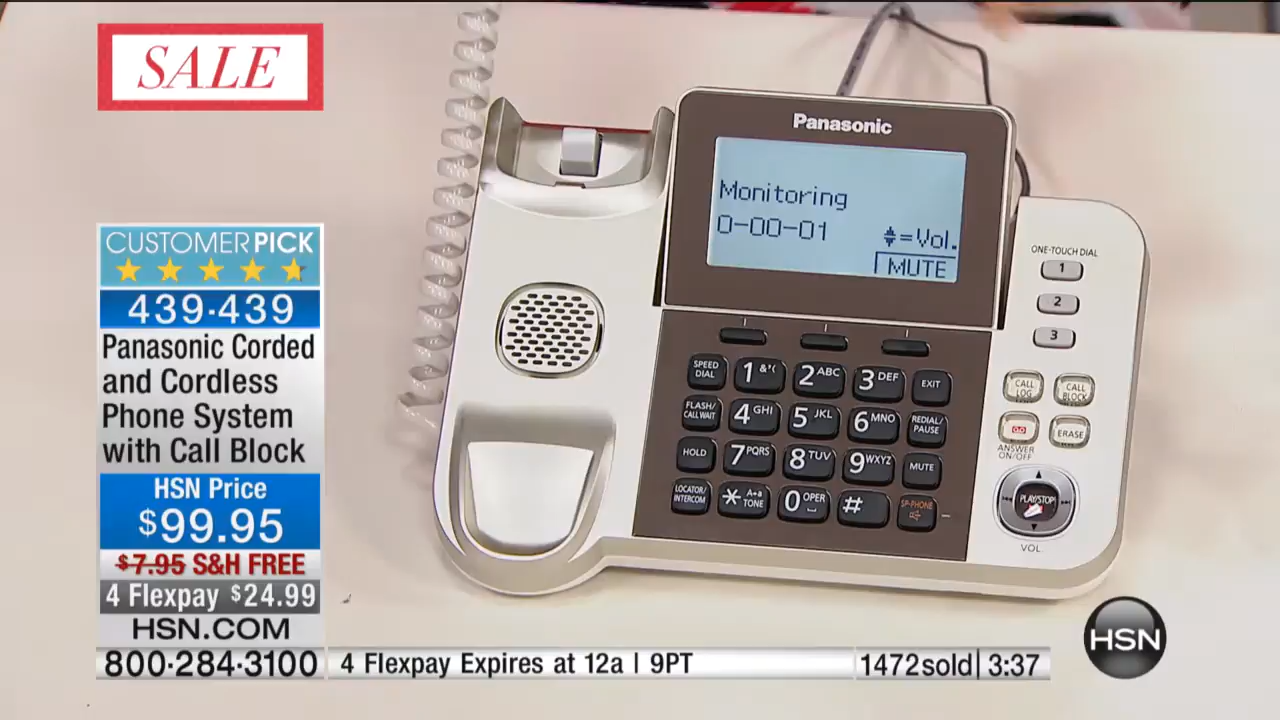 SALE
CUSTOMER PICK
439·439
Panasonic Corded
and Cordless
Phone System
with Call Block
HSN Price
$99.95
$7.95 S&H FREE
4 Flexpay $24.99
HSN.COM
800·284·3100
4 Flexpay Expires at 12a | 9PT
1472sold | 3:37
HSN
Panasonic
Monitoring
0-00-01
=Vol.
MUTE
ONE-TOUCH DIAL
1
2
3
CALL LOG
CALL BLOCK
ANSWER ON/OFF
ERASE
PLAY/STOP
VOL
SPEED DIAL
1 &'(
2 ABC
3 DEF
EXIT
FLASH/ CALL WAIT
4 GHI
5 JKL
6 MNO
REDIAL/ PAUSE
HOLD
7 PQRS
8 TUV
9 WXYZ
MUTE
LOCATOR/ INTERCOM
* A+a TONE
0 OPER
#
SP-PHONE